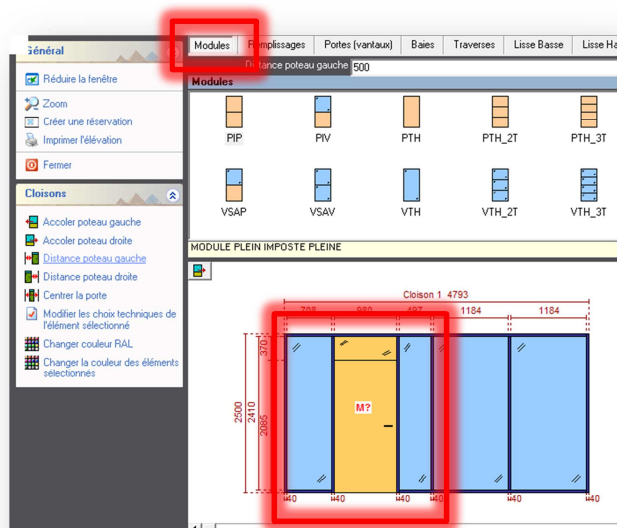 Général
Réduire la fenêtre
Zoom
Créer une réservation
Imprimer l'élévation
Fermer
Cloisons
Accoler poteau gauche
Accoler poteau droite
Distance poteau gauche
Distance poteau droite
Centrer la porte
Modifier les choix techniques de
l'élément sélectionné
Changer couleur RAL
Changer la couleur des éléments
sélectionnés
Modules Remplissages Portes (vantaux) Baies Traverses Lisse Basse Lisse Ha
Distance poteau gauche 500
Modules
PIP PIV PTH PTH_2T PTH_3T
VSAP VSAV VTH VTH_2T VTH_3T
MODULE PLEIN IMPOSTE PLEINE
Cloison 1 4793
708 980 497 1184 1184
370
2500
2410
2085
M?
40 40 40 40